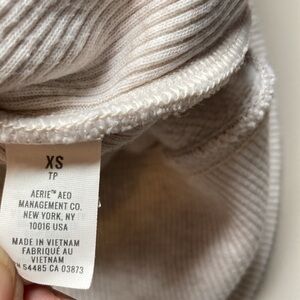 XS
TP
AERIE™ AEO
MANAGEMENT CO.
NEW YORK, NY
10016 USA
MADE IN VIETNAM
FABRIQUÉ AU
VIETNAM
54485 CA 03873